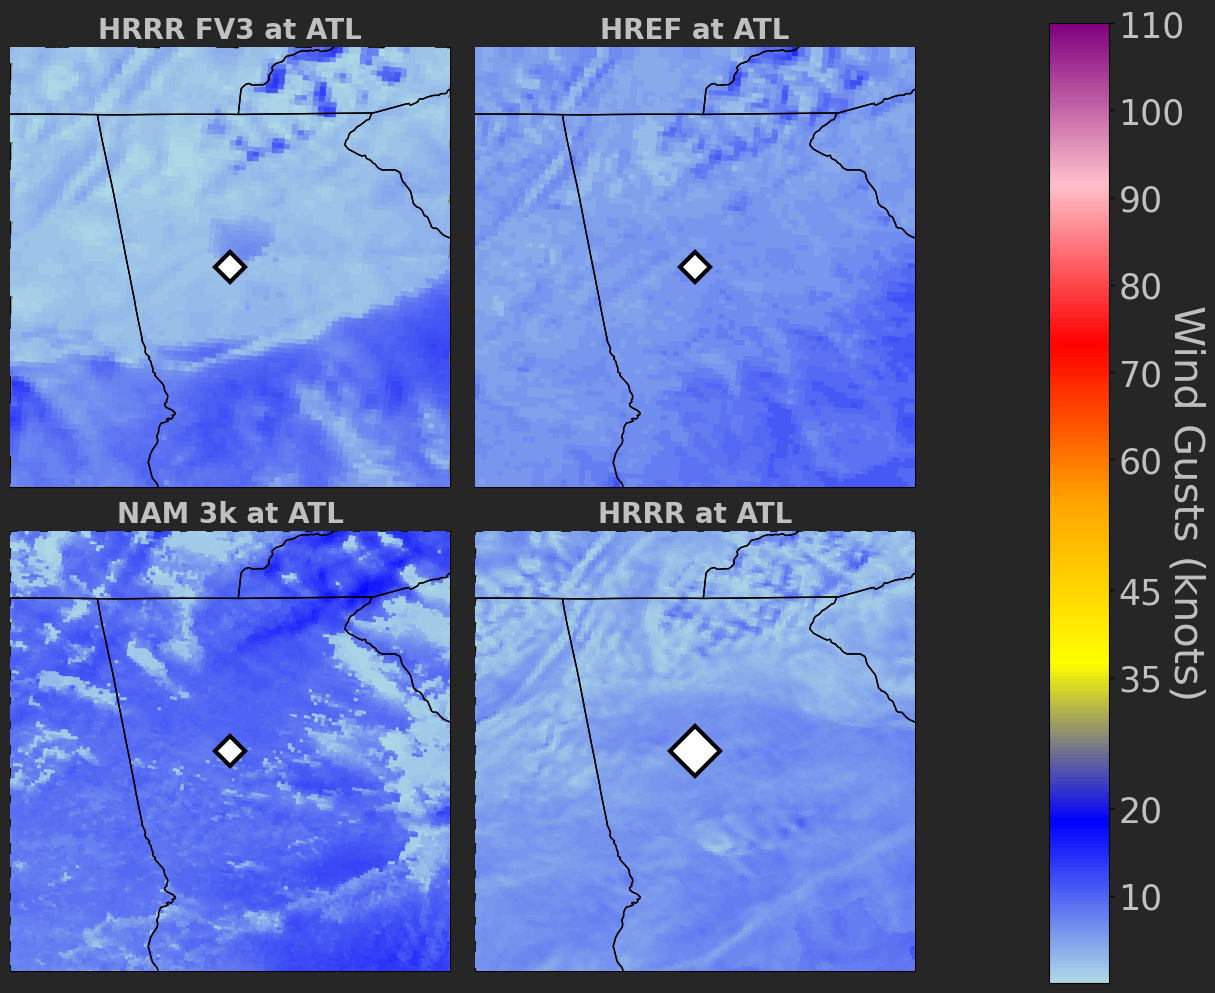 HRRR FV3 at ATL
HREF at ATL
NAM 3k at ATL
HRRR at ATL
110
100
90
80
70
60
45
35
20
10
Wind Gusts (knots)